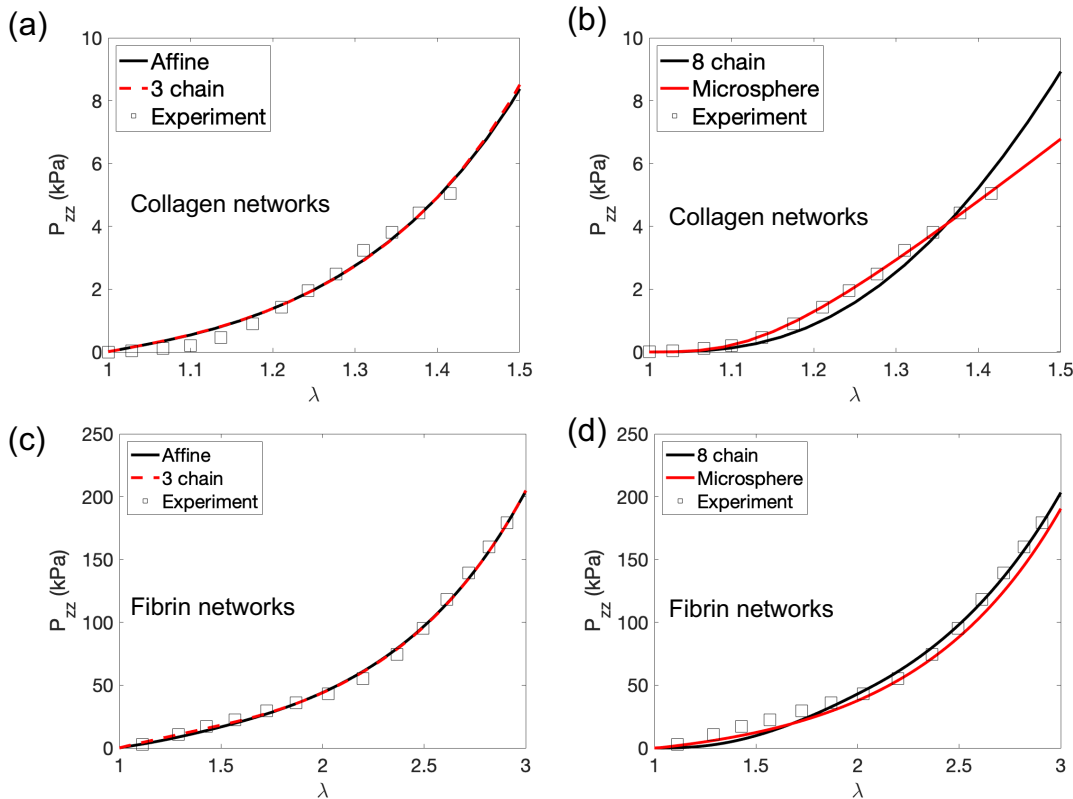 (a)
10
8
6
4
2
0
P_zz (kPa)
Affine
3 chain
Experiment
Collagen networks
1 1.1 1.2 1.3 1.4 1.5
λ
(b)
10
8
6
4
2
0
P_zz (kPa)
8 chain
Microsphere
Experiment
Collagen networks
1 1.1 1.2 1.3 1.4 1.5
λ
(c)
250
200
150
100
50
0
P_zz (kPa)
Affine
3 chain
Experiment
Fibrin networks
1 1.5 2 2.5 3
λ
(d)
250
200
150
100
50
0
P_zz (kPa)
8 chain
Microsphere
Experiment
Fibrin networks
1 1.5 2 2.5 3
λ